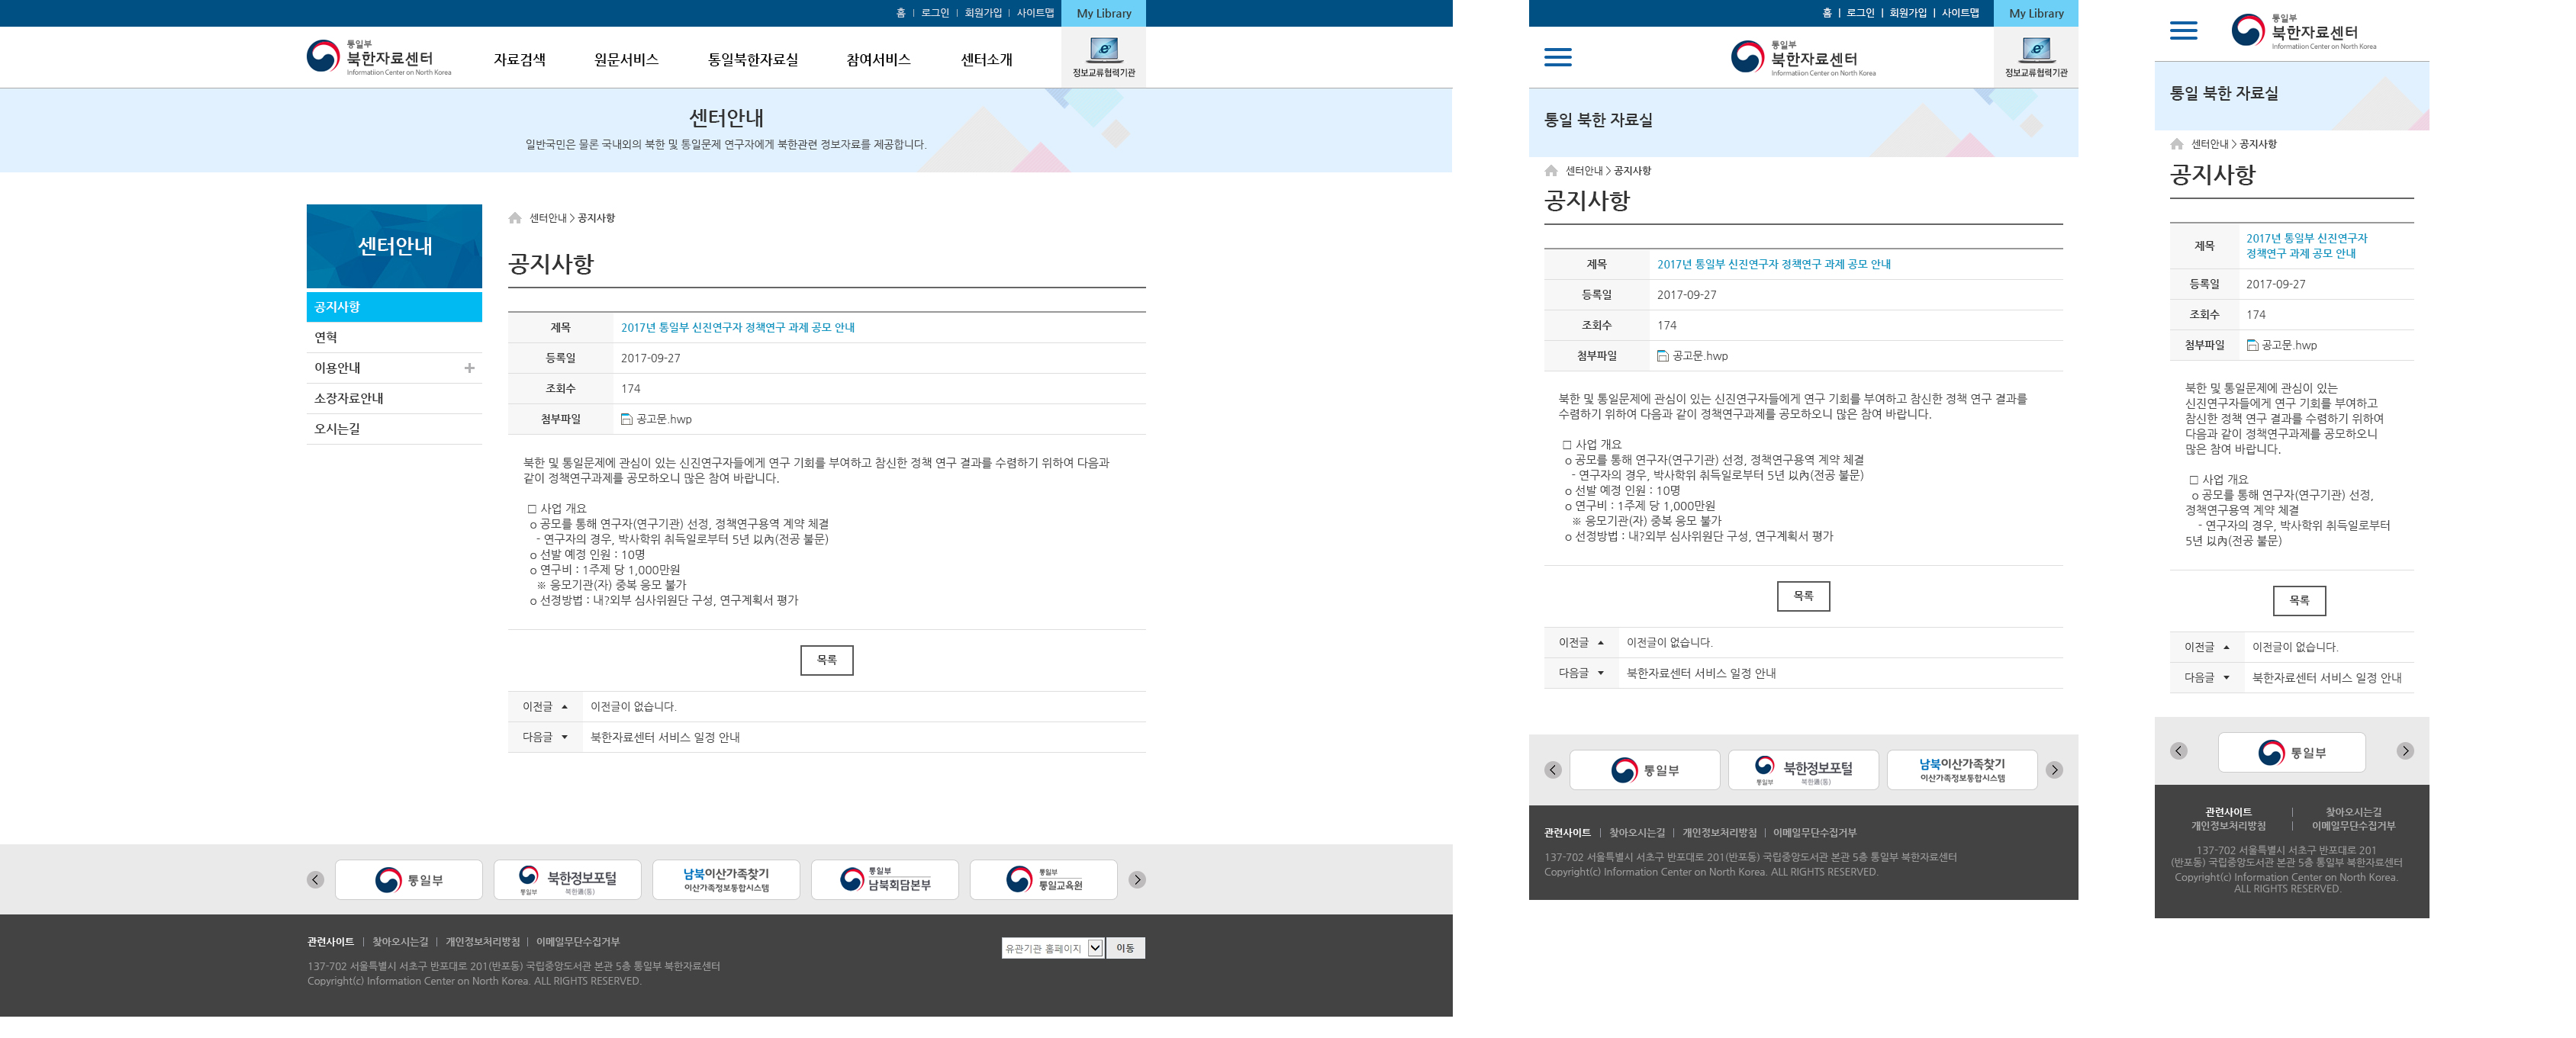 홈 | 로그인 | 회원가입 | 사이트맵 My Library
통일부
북한자료센터
Informatiion Center on North Korea
자료검색 원문서비스 통일북한자료실 참여서비스 센터소개
정보교류협력기관
센터안내
일반국민은 물론 국내외의 북한 및 통일문제 연구자에게 북한관련 정보자료를 제공합니다.
센터안내
공지사항
연혁
이용안내
소장자료안내
오시는길
센터안내 > 공지사항
공지사항
제목 2017년 통일부 신진연구자 정책연구 과제 공모 안내
등록일 2017-09-27
조회수 174
첨부파일 공고문.hwp
북한 및 통일문제에 관심이 있는 신진연구자들에게 연구 기회를 부여하고 참신한 정책 연구 결과를 수렴하기 위하여 다음과
같이 정책연구과제를 공모하오니 많은 참여 바랍니다.
□ 사업 개요
o 공모를 통해 연구자(연구기관) 선정, 정책연구용역 계약 체결
- 연구자의 경우, 박사학위 취득일로부터 5년 以內(전공 불문)
o 선발 예정 인원 : 10명
o 연구비 : 1주제 당 1,000만원
※ 응모기관(자) 중복 응모 불가
o 선정방법 : 내?외부 심사위원단 구성, 연구계획서 평가
목록
이전글 ▲ 이전글이 없습니다.
다음글 ▼ 북한자료센터 서비스 일정 안내
통일부
북한정보포털
통일부 북한通(통)
남북이산가족찾기
이산가족정보통합시스템
통일부
남북회담본부
통일부
통일교육원
관련사이트 | 찾아오시는길 | 개인정보처리방침 | 이메일무단수집거부
유관기관 홈페이지 이동
137-702 서울특별시 서초구 반포대로 201(반포동) 국립중앙도서관 본관 5층 통일부 북한자료센터
Copyright(c) Information Center on North Korea. ALL RIGHTS RESERVED.
홈 | 로그인 | 회원가입 | 사이트맵 My Library
통일부
북한자료센터
Informatiion Center on North Korea
정보교류협력기관
통일 북한 자료실
센터안내 > 공지사항
공지사항
제목 2017년 통일부 신진연구자 정책연구 과제 공모 안내
등록일 2017-09-27
조회수 174
첨부파일 공고문.hwp
북한 및 통일문제에 관심이 있는 신진연구자들에게 연구 기회를 부여하고 참신한 정책 연구 결과를
수렴하기 위하여 다음과 같이 정책연구과제를 공모하오니 많은 참여 바랍니다.
□ 사업 개요
o 공모를 통해 연구자(연구기관) 선정, 정책연구용역 계약 체결
- 연구자의 경우, 박사학위 취득일로부터 5년 以內(전공 불문)
o 선발 예정 인원 : 10명
o 연구비 : 1주제 당 1,000만원
※ 응모기관(자) 중복 응모 불가
o 선정방법 : 내?외부 심사위원단 구성, 연구계획서 평가
목록
이전글 ▲ 이전글이 없습니다.
다음글 ▼ 북한자료센터 서비스 일정 안내
통일부
북한정보포털
통일부 북한通(통)
남북이산가족찾기
이산가족정보통합시스템
관련사이트 | 찾아오시는길 | 개인정보처리방침 | 이메일무단수집거부
137-702 서울특별시 서초구 반포대로 201(반포동) 국립중앙도서관 본관 5층 통일부 북한자료센터
Copyright(c) Information Center on North Korea. ALL RIGHTS RESERVED.
통일부
북한자료센터
Informatiion Center on North Korea
통일 북한 자료실
센터안내 > 공지사항
공지사항
제목 2017년 통일부 신진연구자
정책연구 과제 공모 안내
등록일 2017-09-27
조회수 174
첨부파일 공고문.hwp
북한 및 통일문제에 관심이 있는
신진연구자들에게 연구 기회를 부여하고
참신한 정책 연구 결과를 수렴하기 위하여
다음과 같이 정책연구과제를 공모하오니
많은 참여 바랍니다.
□ 사업 개요
o 공모를 통해 연구자(연구기관) 선정,
정책연구용역 계약 체결
- 연구자의 경우, 박사학위 취득일로부터
5년 以內(전공 불문)
목록
이전글 ▲ 이전글이 없습니다.
다음글 ▼ 북한자료센터 서비스 일정 안내
통일부
관련사이트 | 찾아오시는길
개인정보처리방침 | 이메일무단수집거부
137-702 서울특별시 서초구 반포대로 201
(반포동) 국립중앙도서관 본관 5층 통일부 북한자료센터
Copyright(c) Information Center on North Korea.
ALL RIGHTS RESERVED.